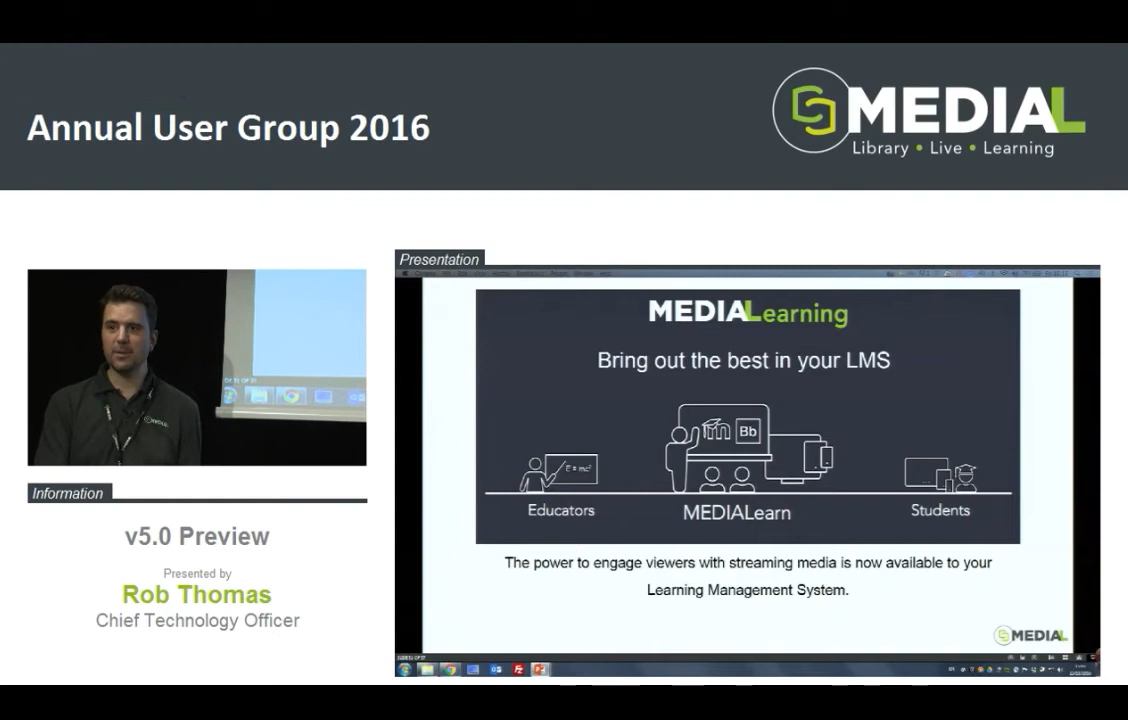 Annual User Group 2016
MEDIAL
Library • Live • Learning
Presentation
MEDIALearning
Bring out the best in your LMS
Bb
E = mc²
Educators
MEDIALearn
Students
The power to engage viewers with streaming media is now available to your
Learning Management System.
MEDIAL
MEDIAL
Information
v5.0 Preview
Presented by
Rob Thomas
Chief Technology Officer